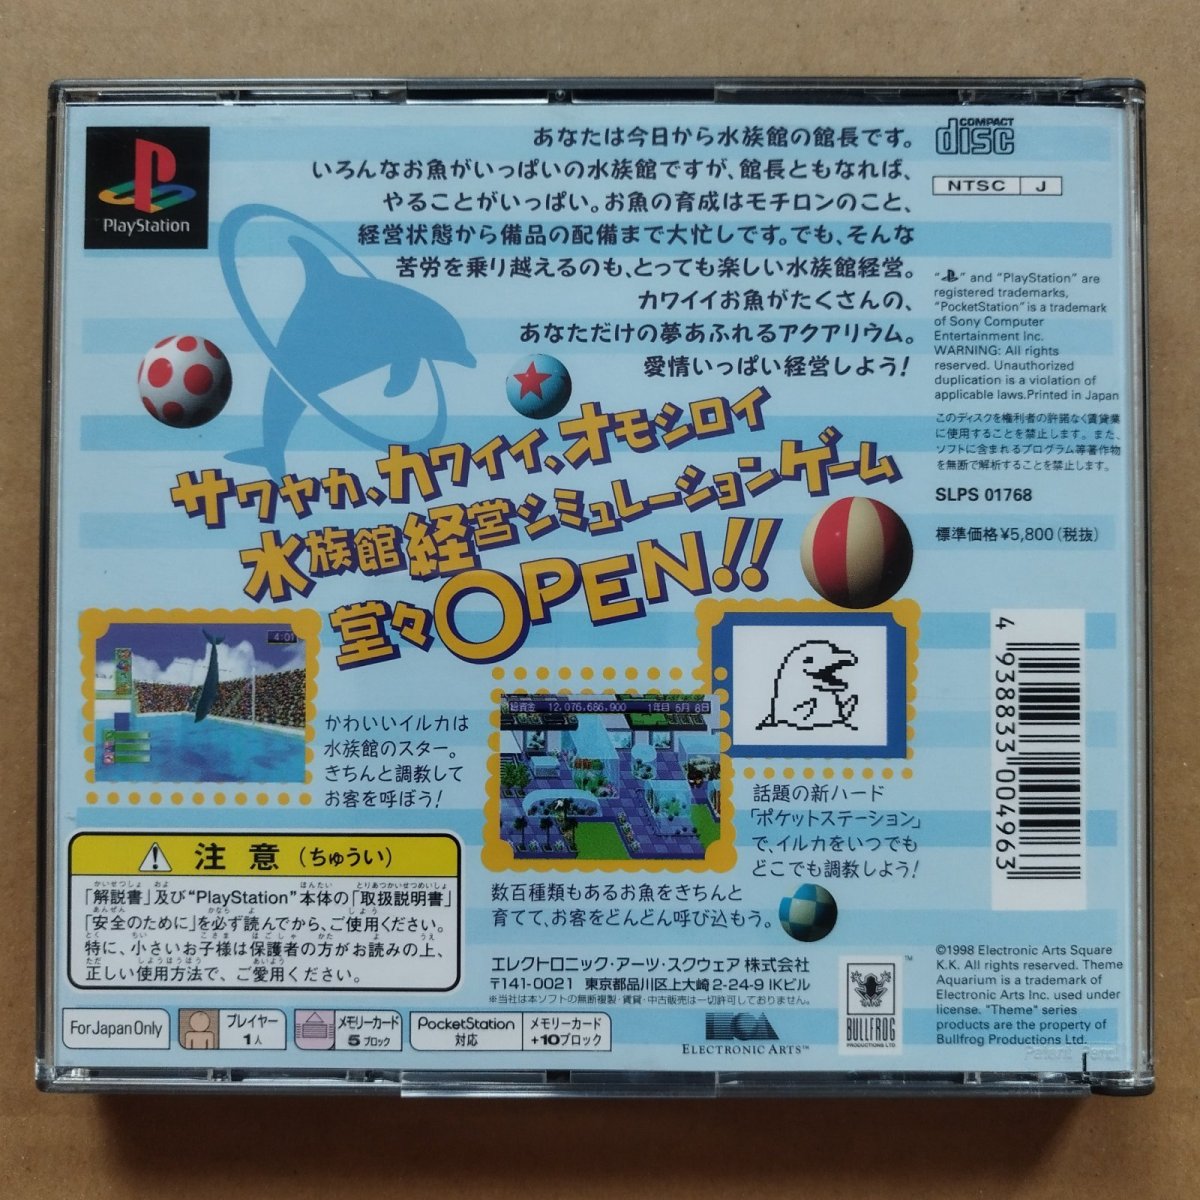 PlayStation
あなたは今日から水族館の館長です。
いろんなお魚がいっぱいの水族館ですが、館長ともなれば、
やることがいっぱい。お魚の育成はモチロンのこと、
経営状態から備品の配備まで大忙しです。でも、そんな
苦労を乗り越えるのも、とっても楽しい水族館経営。
カワイイお魚がたくさんの、
あなただけの夢あふれるアクアリウム。
愛情いっぱい経営しよう!
COMPACT
disc
NTSC J
"PS" and "PlayStation" are
registered trademarks,
"PocketStation" is a trademark
of Sony Computer
Entertainment Inc.
WARNING: All rights
reserved. Unauthorized
duplication is a violation of
applicable laws.Printed in Japan
このディスクを権利者の許諾なく賃貸業
に使用することを禁止します。また、
ソフトに含まれるプログラム等著作物
を無断で解析することを禁止します。
SLPS 01768
標準価格¥5,800(税抜)
サワヤカ、カワイイ、オモシロイ
水族館経営シミュレーションゲーム
堂々OPEN!!
4:01
かわいいイルカは
水族館のスター。
きちんと調教して
お客を呼ぼう!
総資金 12,076,686,900 1年目 5月 8日
数百種類もあるお魚をきちんと
育てて、お客をどんどん呼び込もう。
話題の新ハード
「ポケットステーション」
で、イルカをいつでも
どこでも調教しよう!
4 938833 004963
注意(ちゅうい)
「解説書」及び"PlayStation"本体の「取扱説明書」
「安全のために」を必ず読んでから、ご使用ください。
特に、小さいお子様は保護者の方がお読みの上、
正しい使用方法で、ご愛用ください。
エレクトロニック・アーツ・スクウェア 株式会社
〒141-0021 東京都品川区上大崎2-24-9 IKビル
※当社は本ソフトの無断複製・賃貸・中古販売は一切許可しておりません。
For Japan Only
プレイヤー
1人
メモリーカード
5ブロック
PocketStation
対応
メモリーカード
+10ブロック
ELECTRONIC ARTS™
BULLFROG
PRODUCTIONS LTD
™
©1998 Electronic Arts Square
K.K. All rights reserved. Theme
Aquarium is a trademark of
Electronic Arts Inc. used under
license. "Theme" series
products are the property of
Bullfrog Productions Ltd.